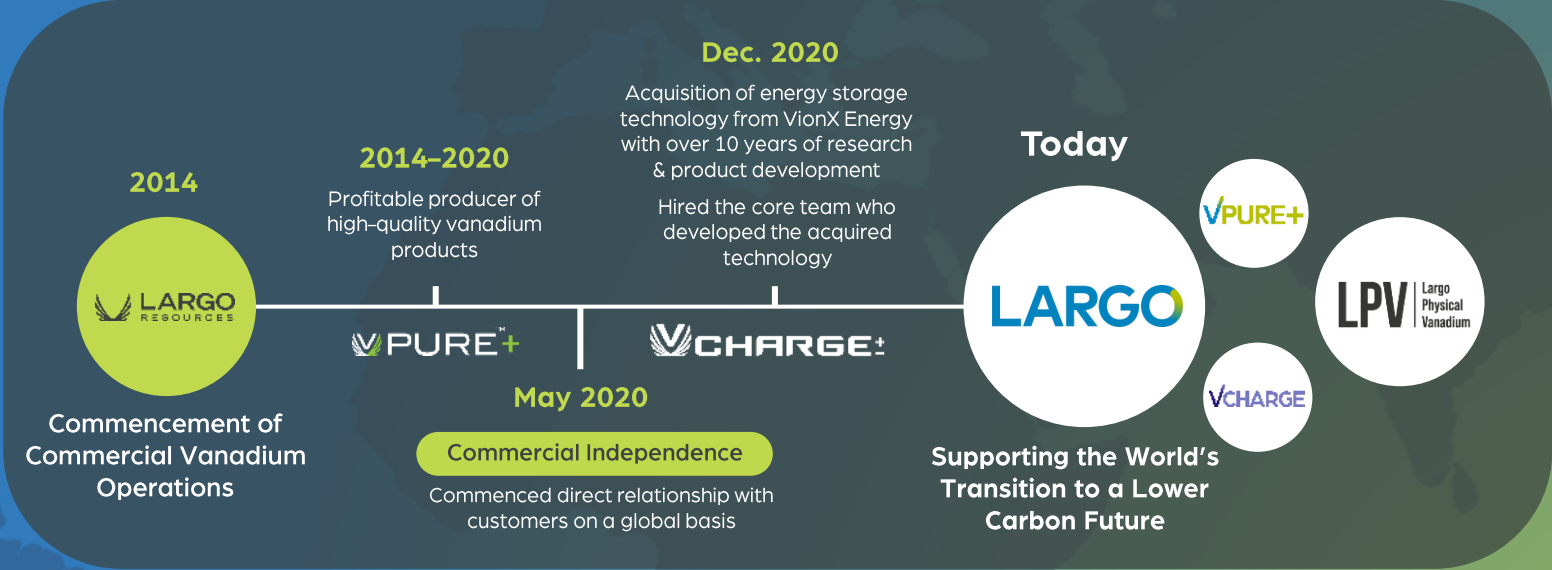 2014
LARGO
RESOURCES
Commencement of
Commercial Vanadium
Operations
2014–2020
Profitable producer of
high-quality vanadium
products
VPURE+
May 2020
Commercial Independence
Commenced direct relationship with
customers on a global basis
Dec. 2020
Acquisition of energy storage
technology from VionX Energy
with over 10 years of research
& product development
Hired the core team who
developed the acquired
technology
VCHARGE±
Today
LARGO
Supporting the World's
Transition to a Lower
Carbon Future
VPURE+
VCHARGE
LPV
Largo
Physical
Vanadium